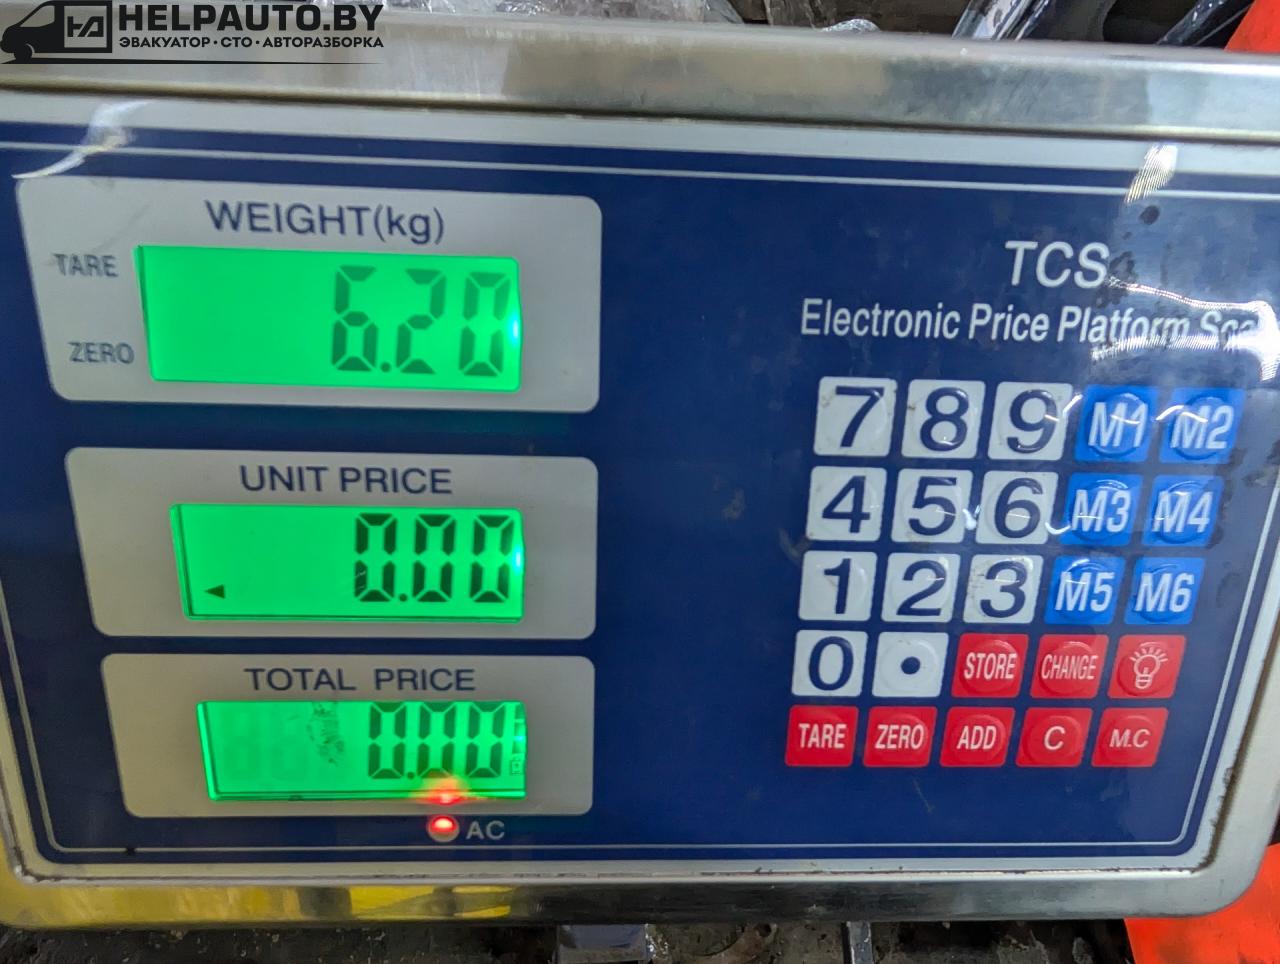 HELPAUTO.BY
ЭВАКУАТОР · СТО · АВТОРАЗБОРКА
WEIGHT(kg)
TARE
6.20
ZERO
UNIT PRICE
0.00
TOTAL PRICE
0.00
AC
TCS
Electronic Price Platform
7 8 9 M1 M2
4 5 6 M3 M4
1 2 3 M5 M6
0 • STORE CHANGE
TARE ZERO ADD C M.C